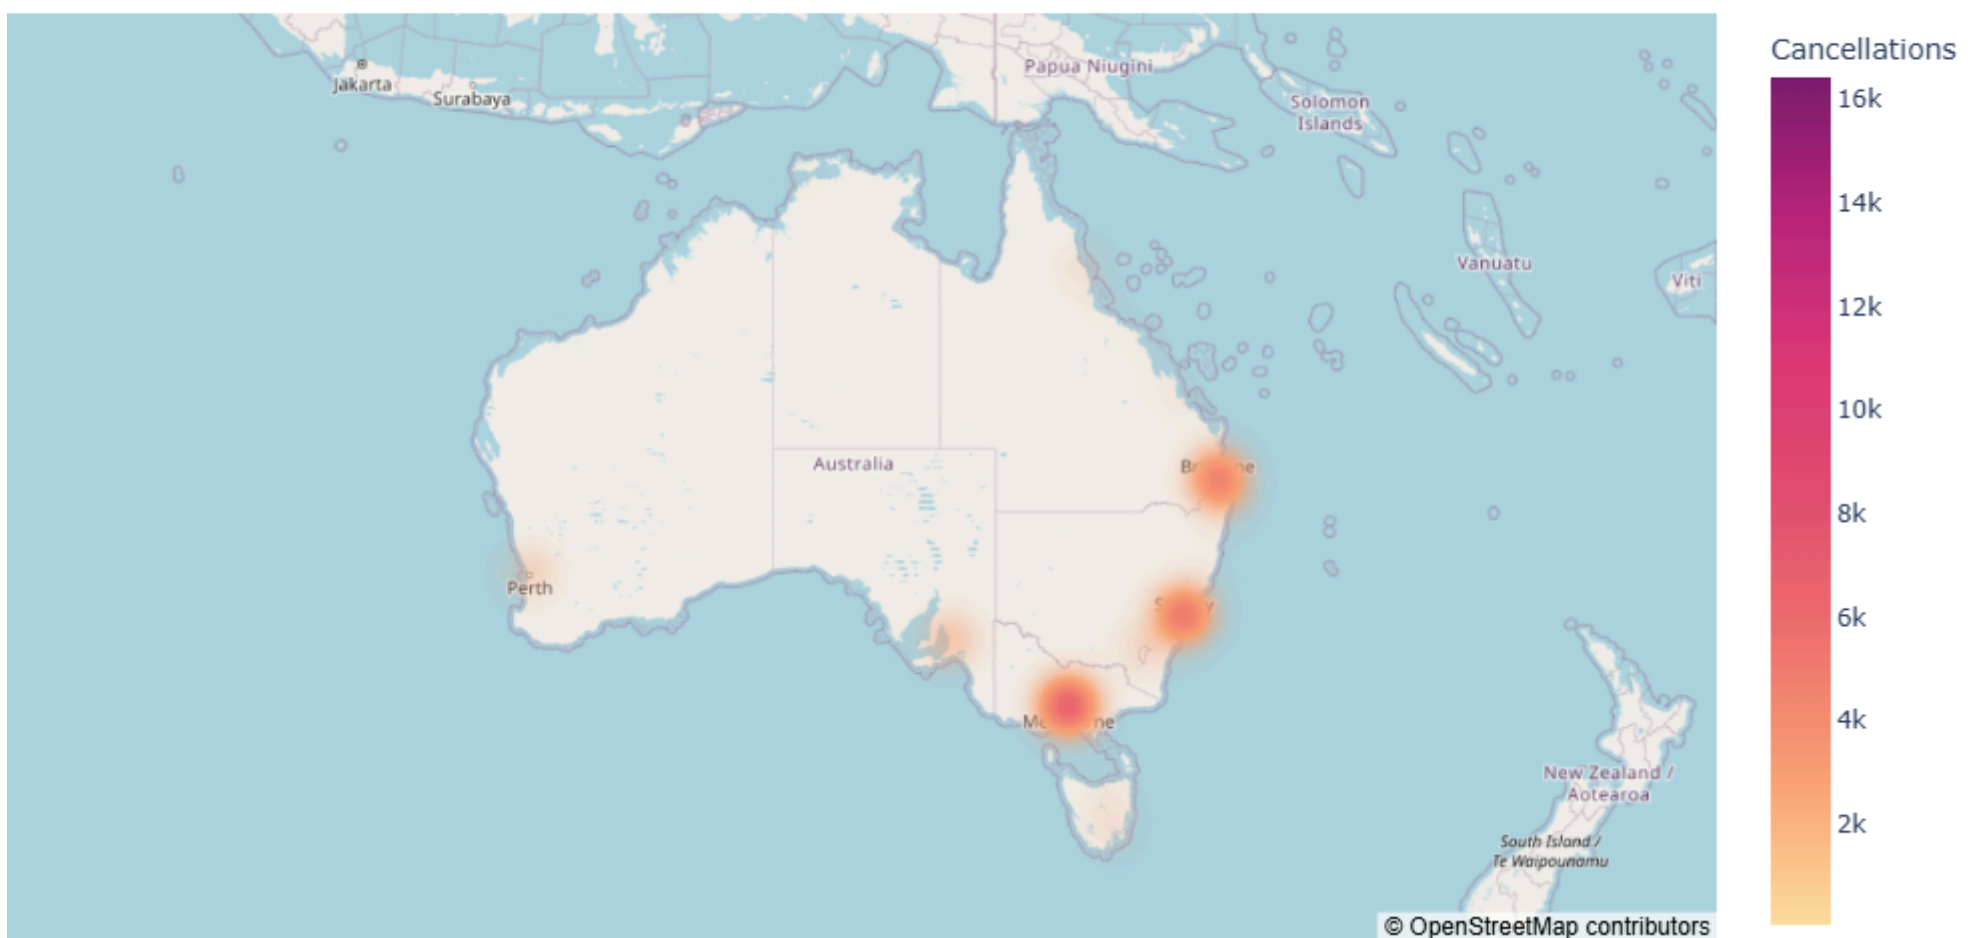 Jakarta
Surabaya
Papua Niugini
Solomon
Islands
Vanuatu
Viti
Australia
Perth
New Zealand /
Aotearoa
South Island /
Te Waipounamu
© OpenStreetMap contributors
Cancellations
16k
14k
12k
10k
8k
6k
4k
2k